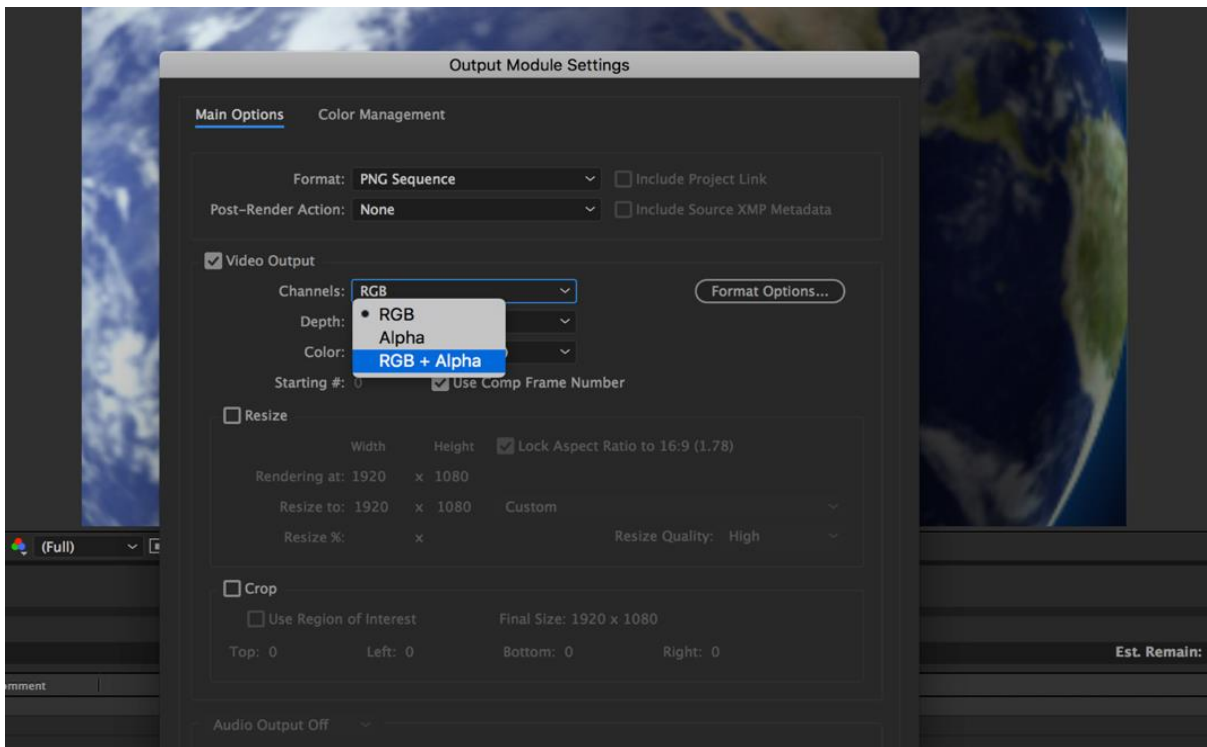 Output Module Settings
Main Options Color Management
Format: PNG Sequence Include Project Link
Post-Render Action: None Include Source XMP Metadata
Video Output
Channels: RGB Format Options...
RGB
Depth:
Alpha
Color:
RGB + Alpha
Starting #: 0 Use Comp Frame Number
Resize
Width Height Lock Aspect Ratio to 16:9 (1.78)
Rendering at: 1920 x 1080
Resize to: 1920 x 1080 Custom
(Full)
Resize %: x Resize Quality: High
Crop
Use Region of Interest Final Size: 1920 x 1080
Top: 0 Left: 0 Bottom: 0 Right: 0
Est. Remain:
omment
Audio Output Off